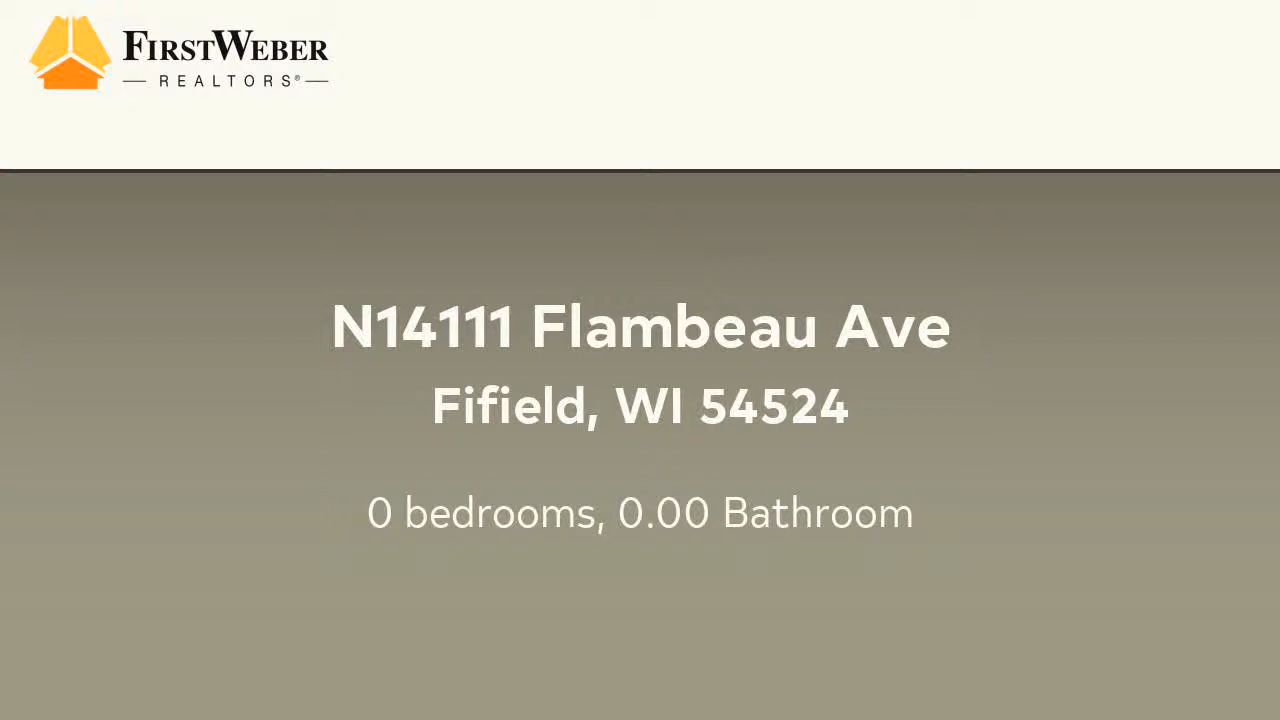 FIRSTWEBER
REALTORS®
N14111 Flambeau Ave
Fifield, WI 54524
0 bedrooms, 0.00 Bathroom